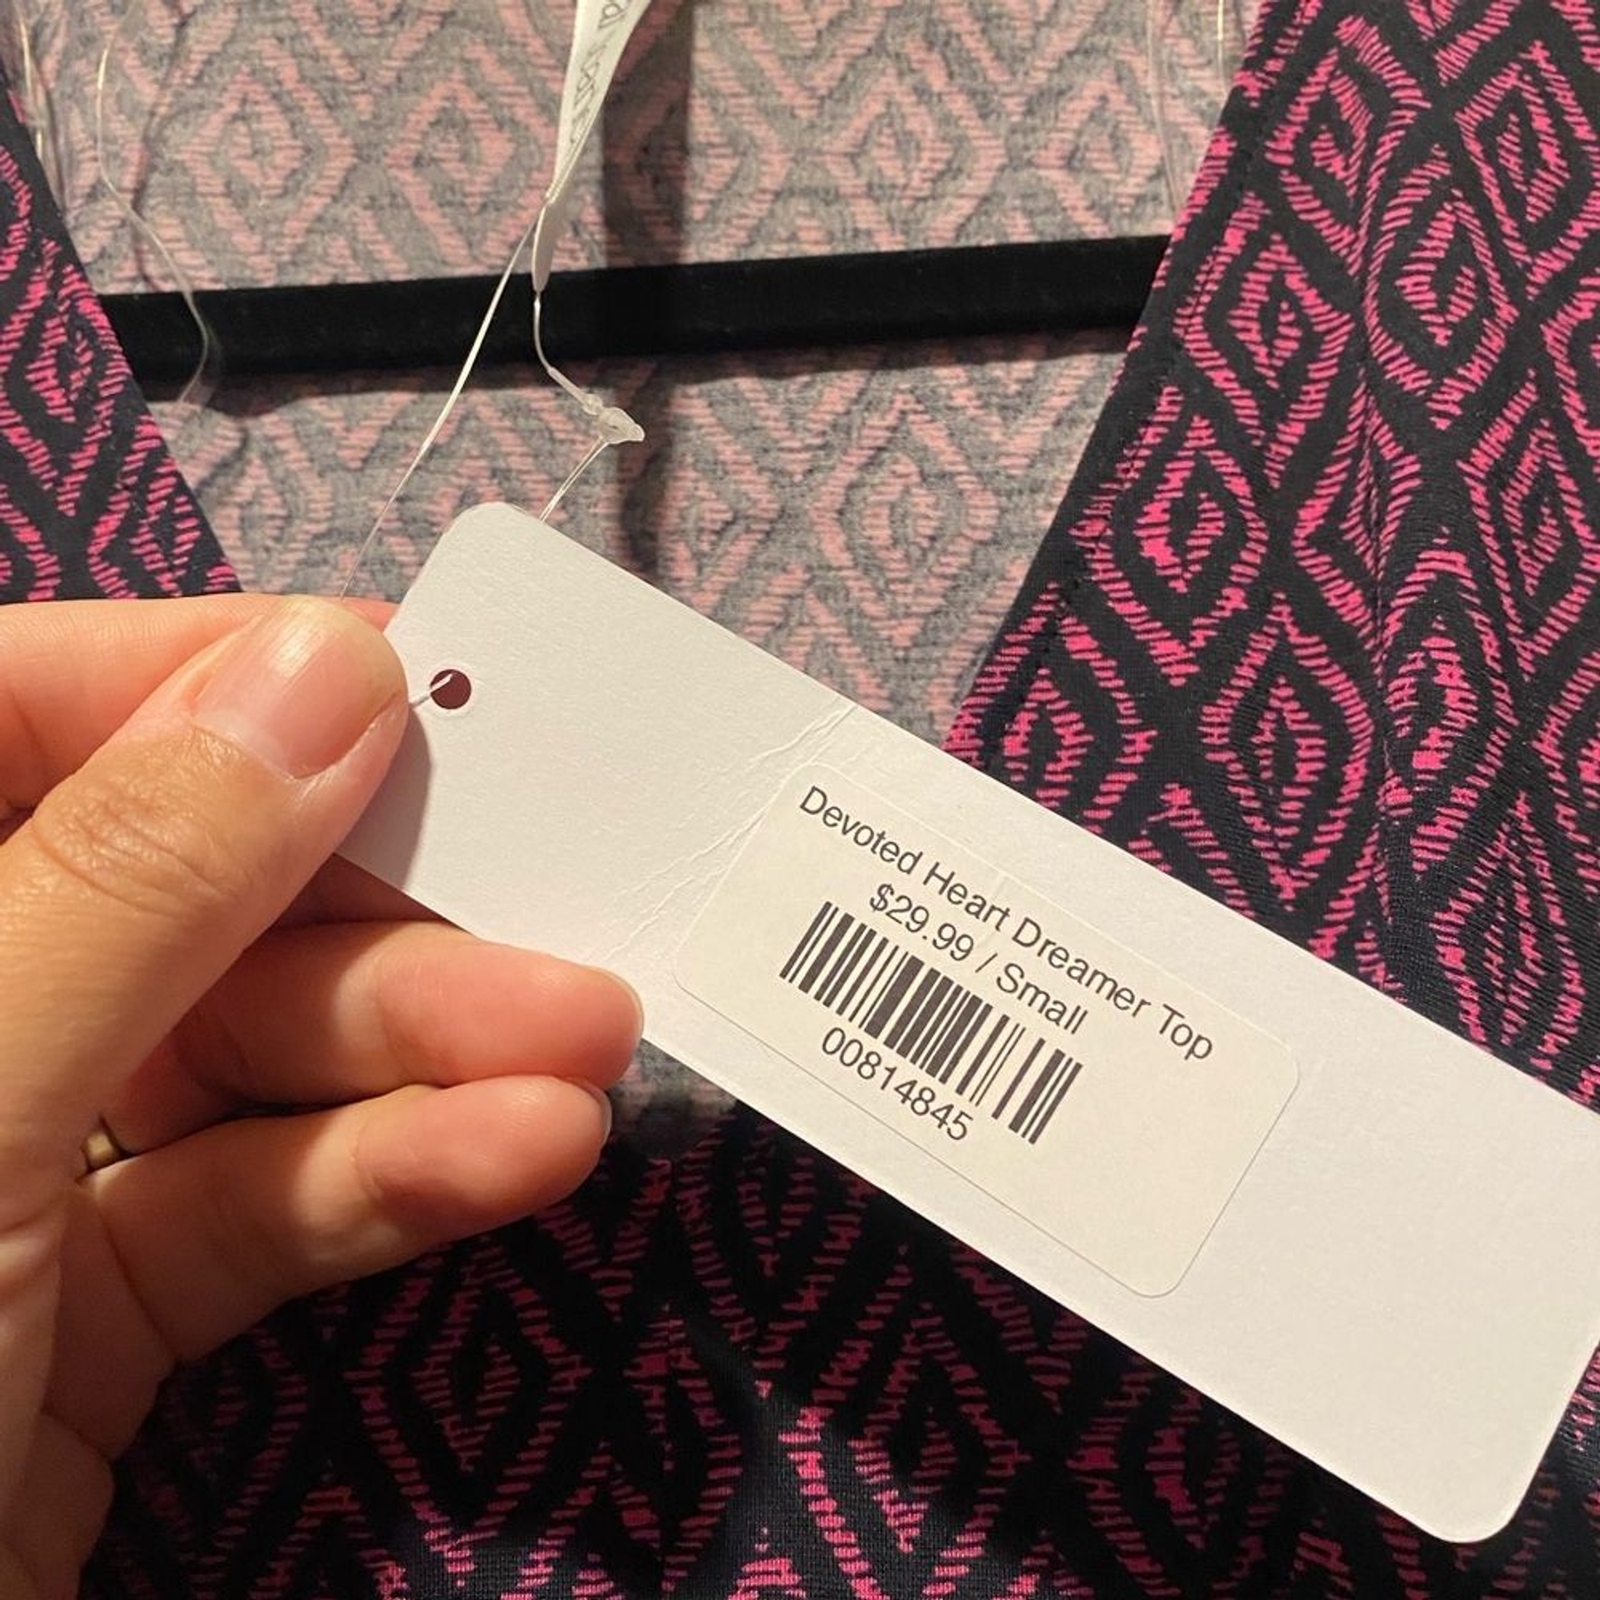 Devoted Heart Dreamer Top
$29.99 / Small
00814845